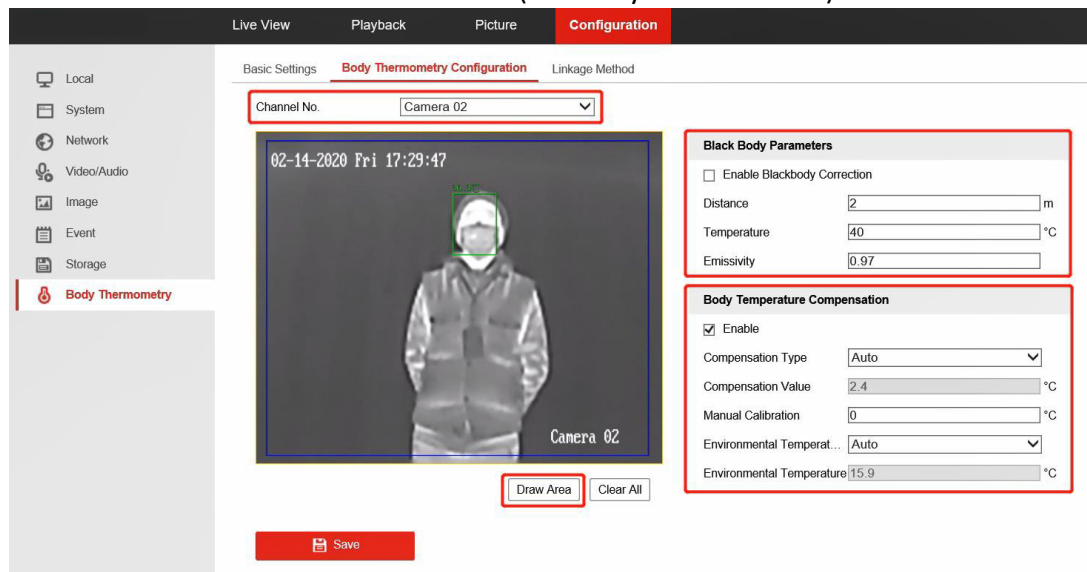 Live View Playback Picture Configuration
Local
System
Network
Video/Audio
Image
Event
Storage
Body Thermometry
Basic Settings Body Thermometry Configuration Linkage Method
Channel No. Camera 02
02-14-2020 Fri 17:29:47
Camera 02
Draw Area Clear All
Save
Black Body Parameters
Enable Blackbody Correction
Distance 2 m
Temperature 40 °C
Emissivity 0.97
Body Temperature Compensation
Enable
Compensation Type Auto
Compensation Value 2.4 °C
Manual Calibration 0 °C
Environmental Temperat... Auto
Environmental Temperature 15.9 °C